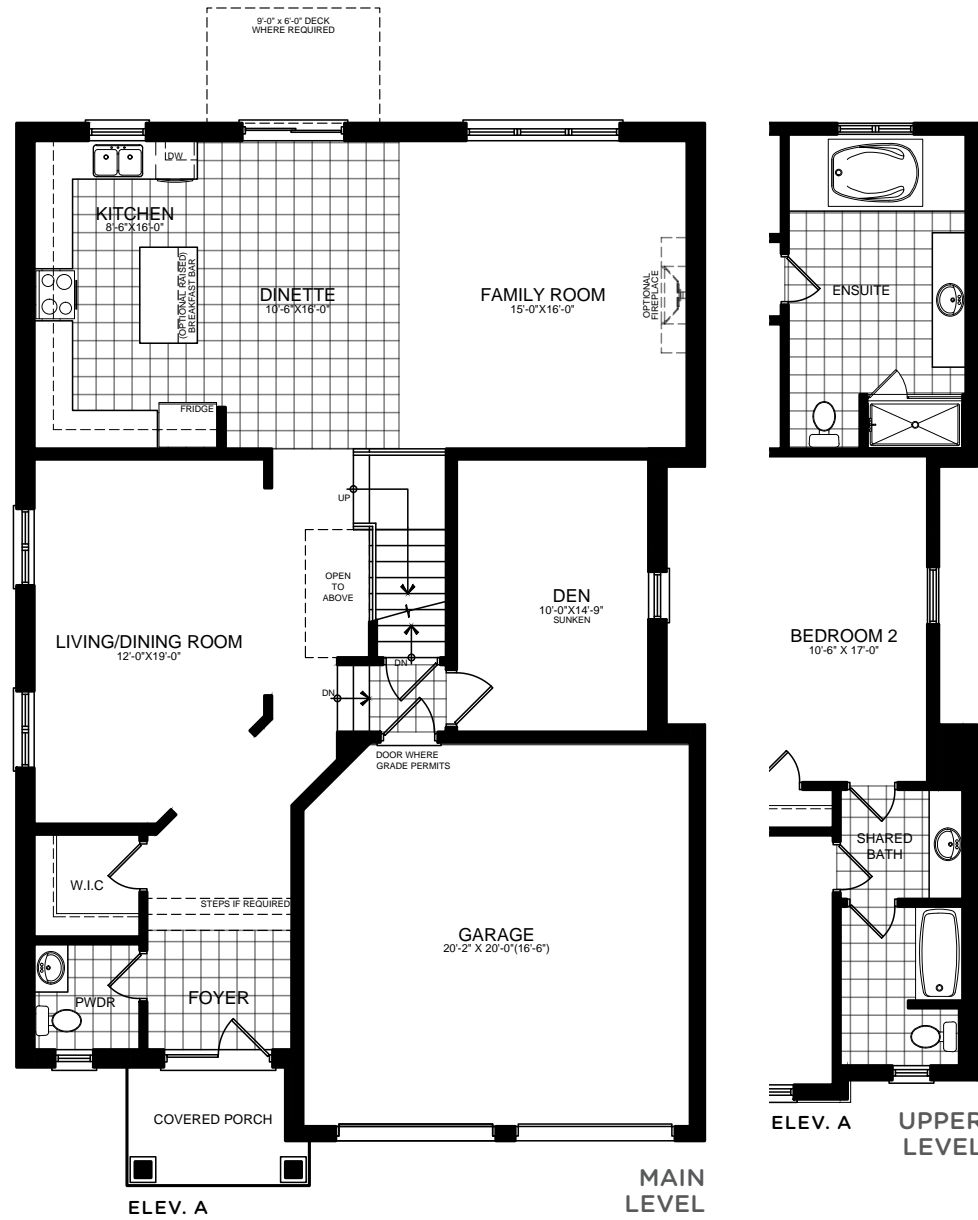 9'-0" x 6'-0" DECK
WHERE REQUIRED
DW
KITCHEN
8'-6"X16'-0"
(OPTIONAL RAISED)
BREAKFAST BAR
DINETTE
10'-6"X16'-0"
FAMILY ROOM
15'-0"X16'-0"
OPTIONAL
FIREPLACE
FRIDGE
UP
OPEN
TO
ABOVE
DEN
10'-0"X14'-9"
SUNKEN
LIVING/DINING ROOM
12'-0"X19'-0"
DN
DN
DOOR WHERE
GRADE PERMITS
W.I.C
STEPS IF REQUIRED
GARAGE
20'-2" X 20'-0"(16'-6")
PWDR
FOYER
COVERED PORCH
ELEV. A
MAIN
LEVEL
ENSUITE
BEDROOM 2
10'-6" X 17'-0"
SHARED
BATH
ELEV. A
UPPER
LEVEL